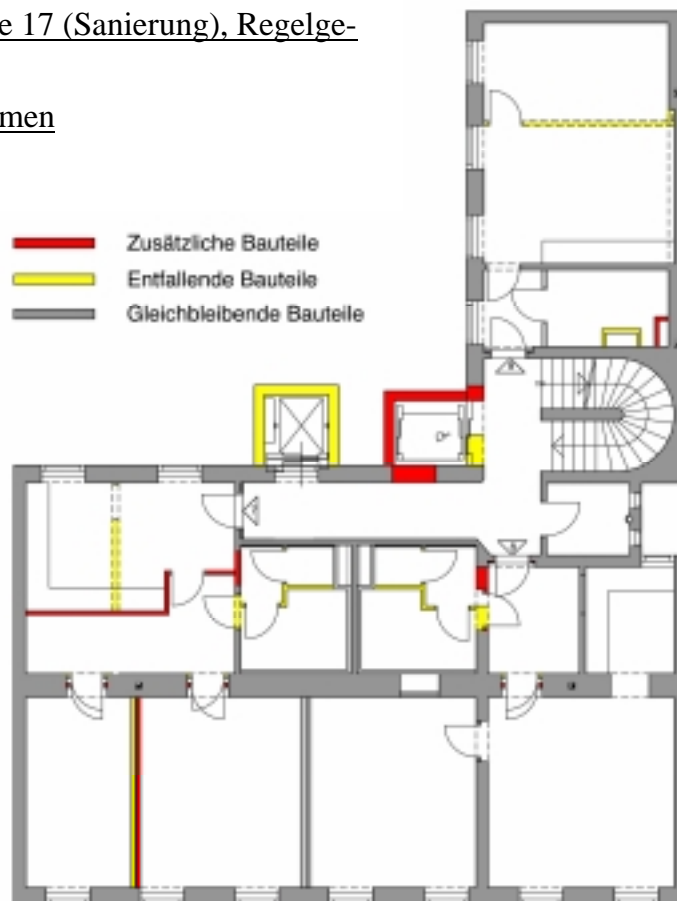 e 17 (Sanierung), Regelge-
men
Zusätzliche Bauteile
Entfallende Bauteile
Gleichbleibende Bauteile